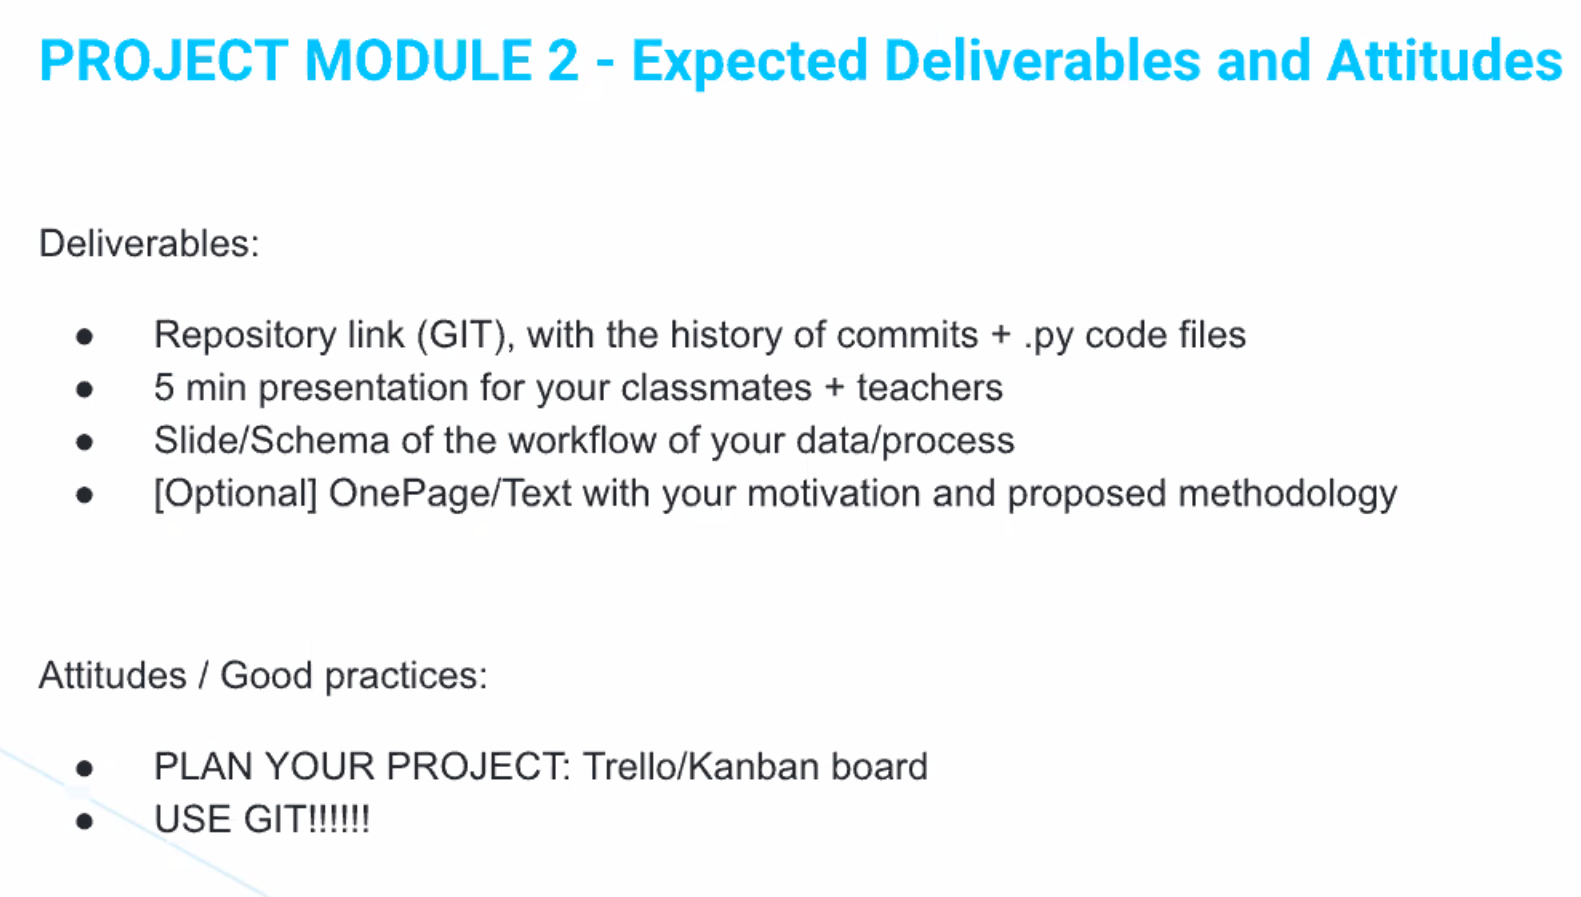 PROJECT MODULE 2 - Expected Deliverables and Attitudes
Deliverables:
● Repository link (GIT), with the history of commits + .py code files
● 5 min presentation for your classmates + teachers
● Slide/Schema of the workflow of your data/process
● [Optional] OnePage/Text with your motivation and proposed methodology
Attitudes / Good practices:
● PLAN YOUR PROJECT: Trello/Kanban board
● USE GIT!!!!!!